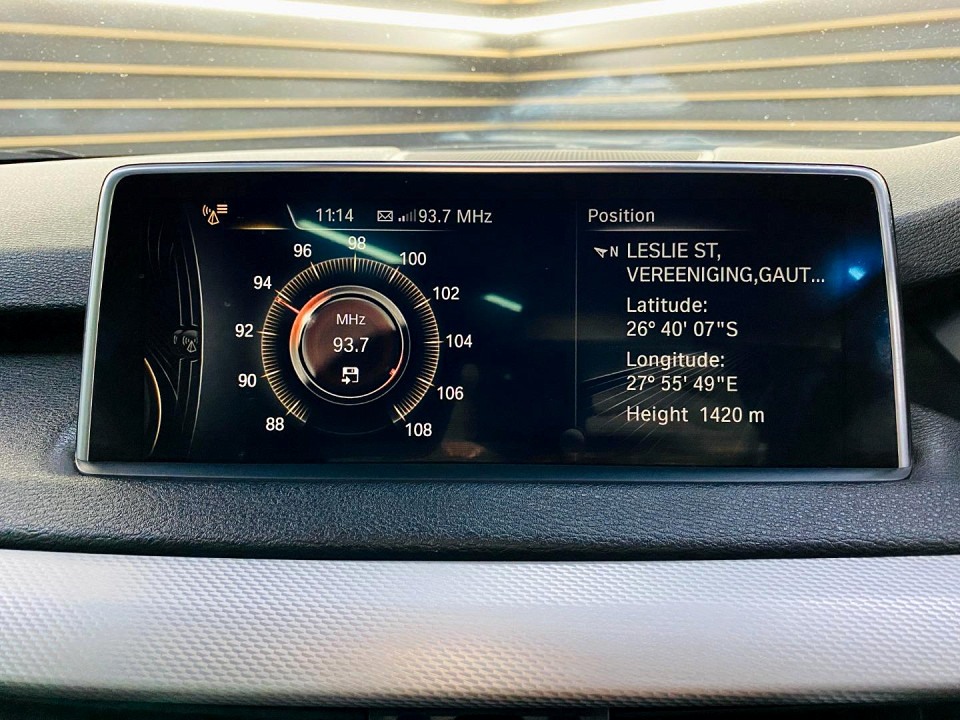 11:14 93.7 MHz
98
96 100
94 102
92 104
90 106
88 108
MHz
93.7
Position
N LESLIE ST,
VEREENIGING,GAUT...
Latitude:
26° 40' 07"S
Longitude:
27° 55' 49"E
Height 1420 m